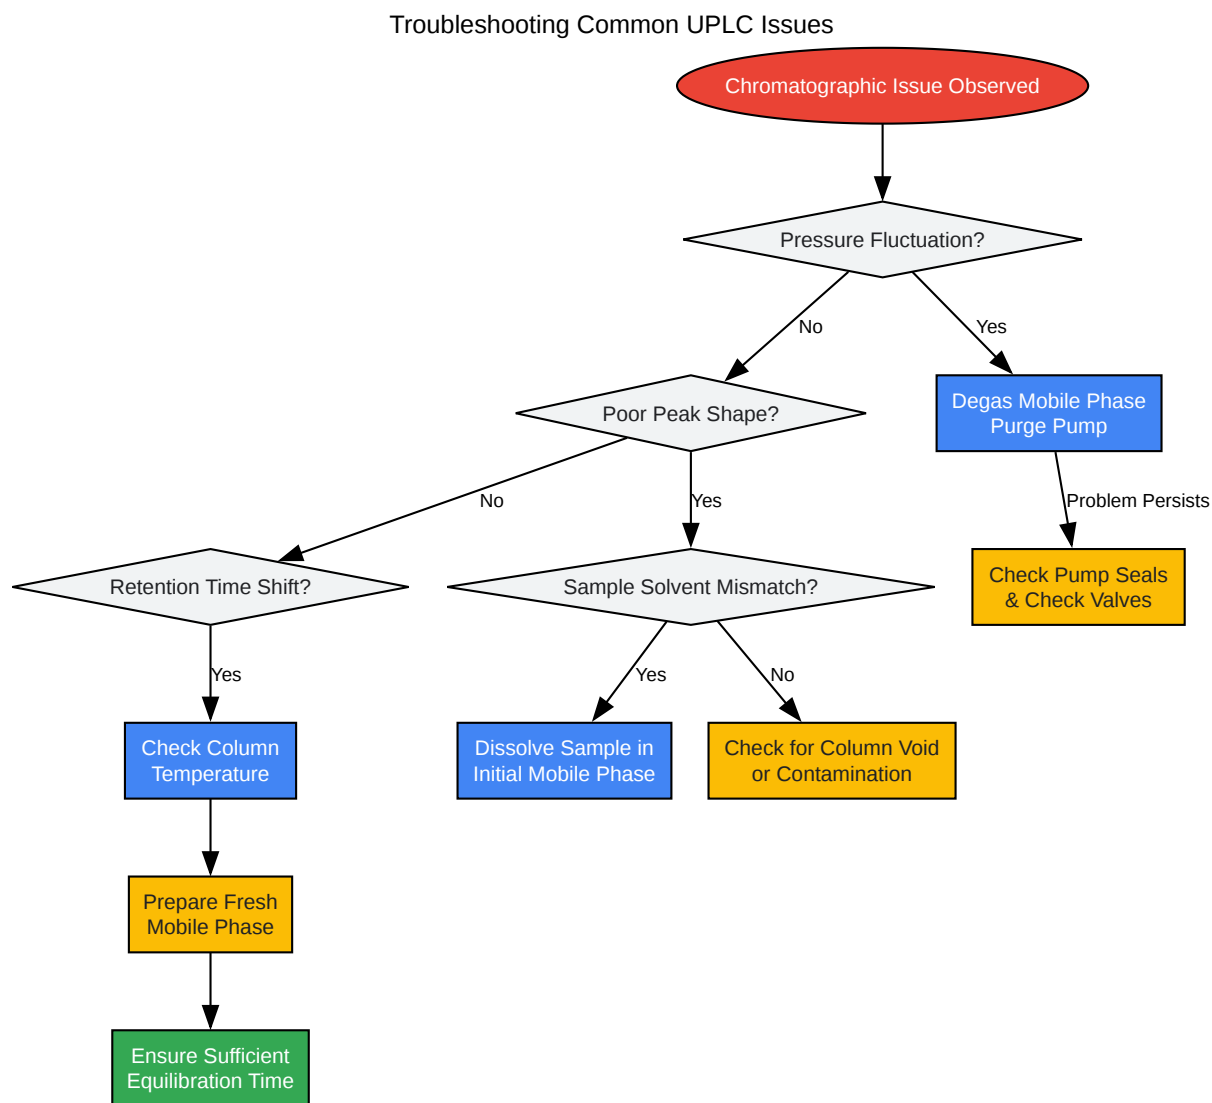 Troubleshooting Common UPLC Issues
Chromatographic Issue Observed
Pressure Fluctuation?
No
Yes
Poor Peak Shape?
Degas Mobile Phase
Purge Pump
No
Yes
Problem Persists
Retention Time Shift?
Sample Solvent Mismatch?
Check Pump Seals
& Check Valves
Yes
Yes
No
Check Column
Temperature
Dissolve Sample in
Initial Mobile Phase
Check for Column Void
or Contamination
Prepare Fresh
Mobile Phase
Ensure Sufficient
Equilibration Time